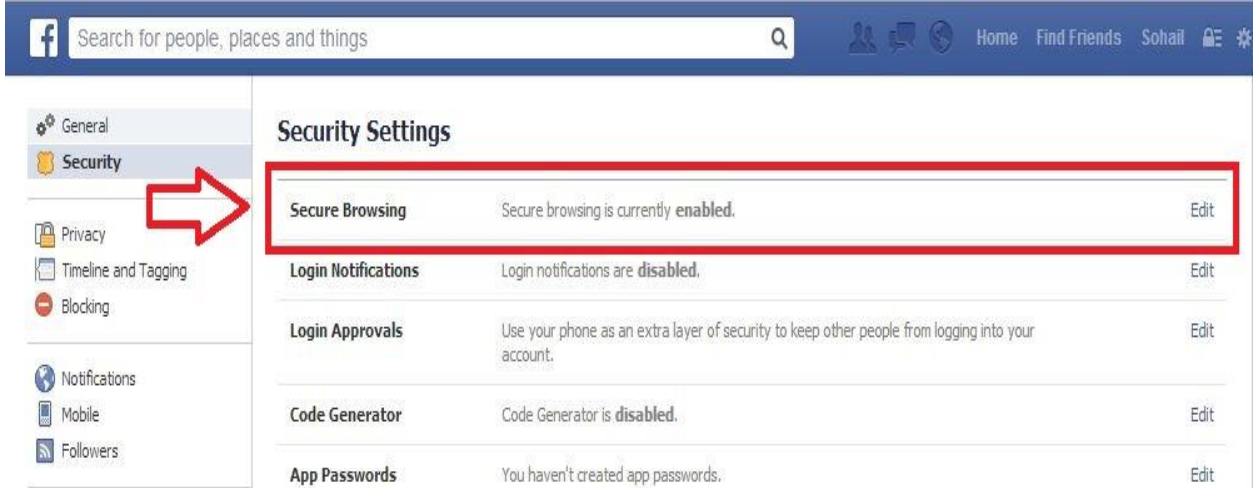 f
Search for people, places and things
Home Find Friends Sohail
General
Security
Privacy
Timeline and Tagging
Blocking
Notifications
Mobile
Followers
Security Settings
Secure Browsing Secure browsing is currently enabled. Edit
Login Notifications Login notifications are disabled. Edit
Login Approvals Use your phone as an extra layer of security to keep other people from logging into your Edit
account.
Code Generator Code Generator is disabled. Edit
App Passwords You haven't created app passwords. Edit